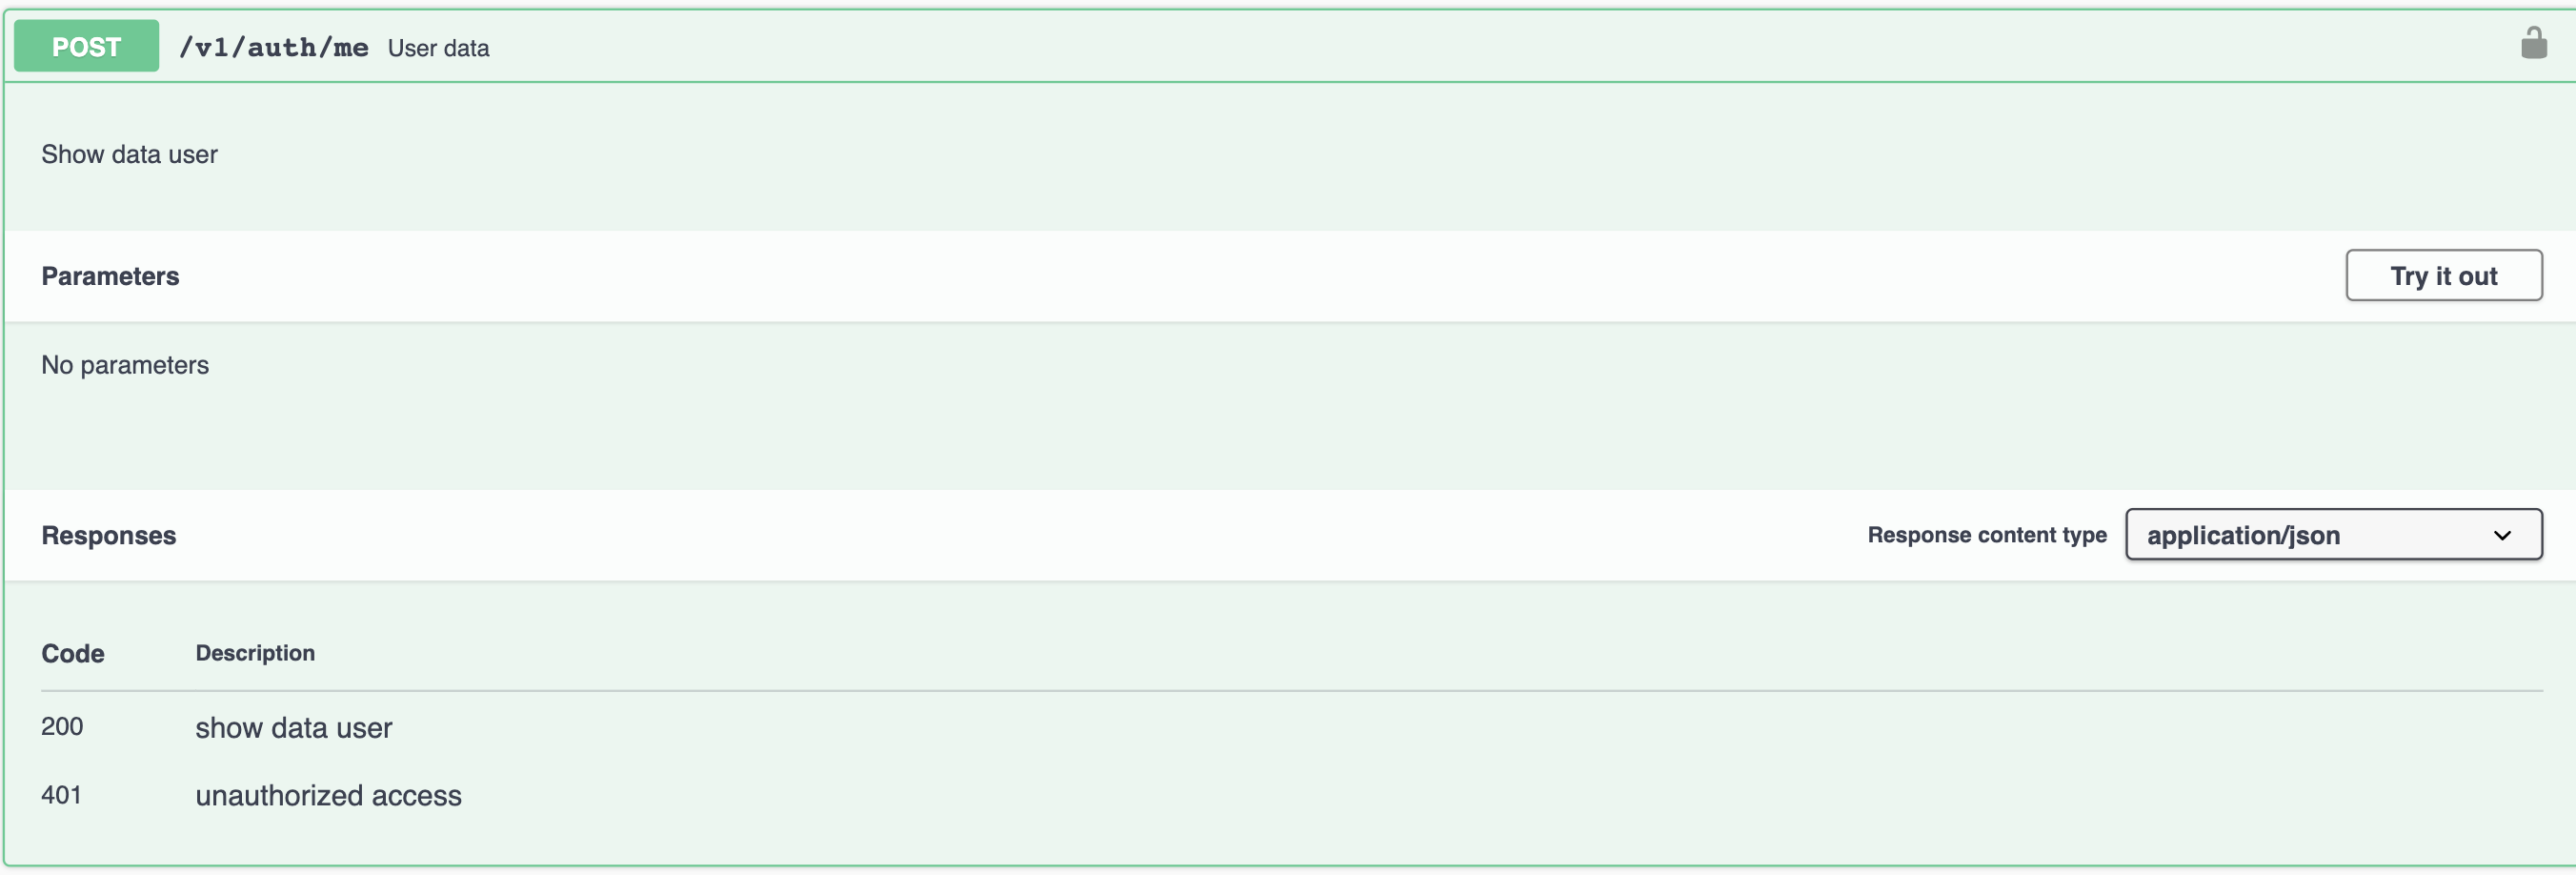 POST /v1/auth/me User data
Show data user
Parameters Try it out
No parameters
Responses Response content type application/json
Code Description
200 show data user
401 unauthorized access